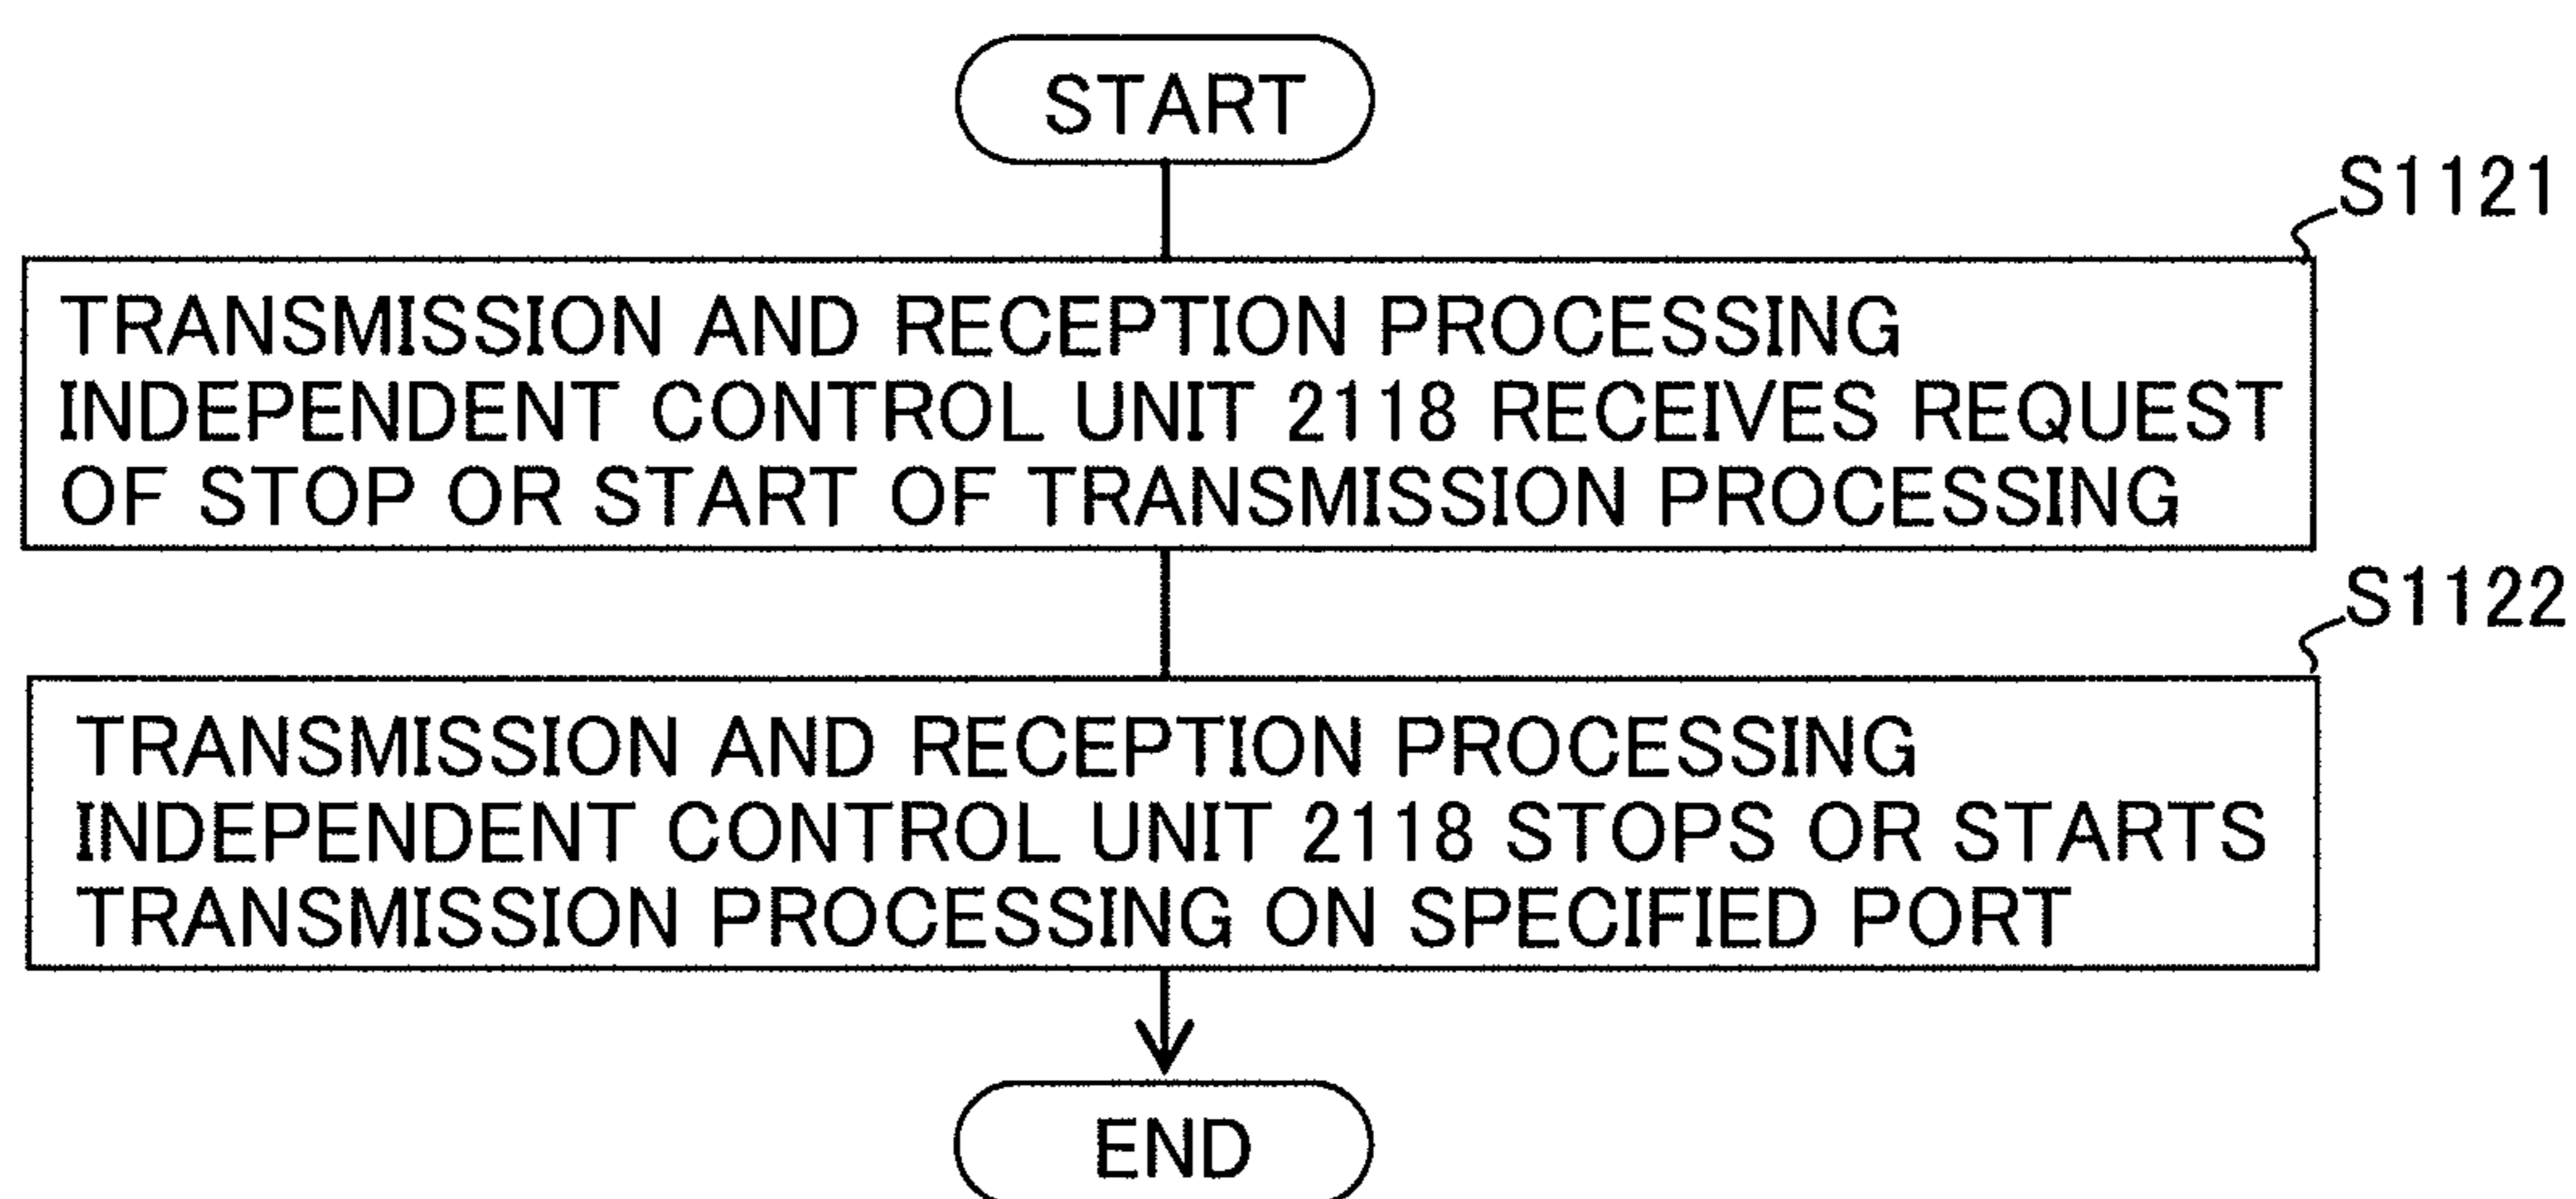 START
S1121
TRANSMISSION AND RECEPTION PROCESSING
INDEPENDENT CONTROL UNIT 2118 RECEIVES REQUEST
OF STOP OR START OF TRANSMISSION PROCESSING
S1122
TRANSMISSION AND RECEPTION PROCESSING
INDEPENDENT CONTROL UNIT 2118 STOPS OR STARTS
TRANSMISSION PROCESSING ON SPECIFIED PORT
END